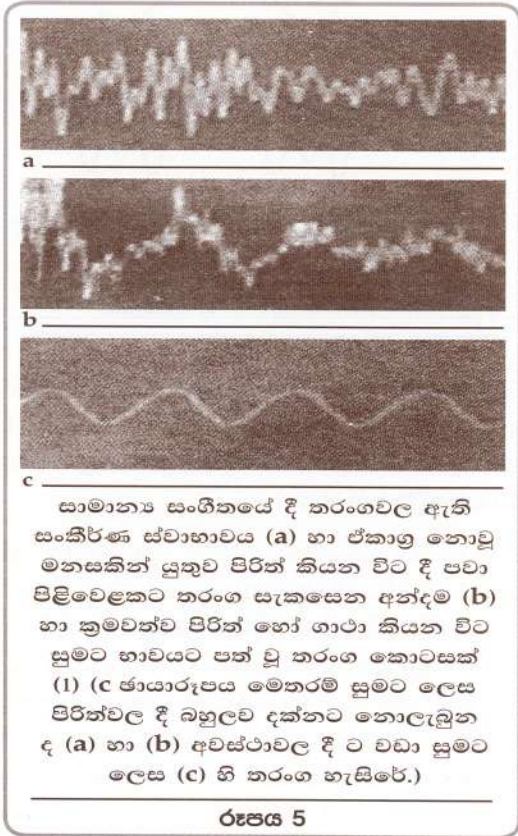 a
b
c
සාමාන්‍ය සංගීතයේ දී තරංගවල ඇති
සංකීර්ණ ස්වාභාවය (a) හා ඒකාග්‍ර නොවූ
මනසකින් යුතුව පිරිත් කියන විට දී පවා
පිළිවෙළකට තරංග සැකසෙන අන්දම (b)
හා ක්‍රමවත්ව පිරිත් හෝ ගාථා කියන විට
සුමට භාවයට පත් වූ තරංග කොටසක්
(1) (c ඡායාරූපය මෙතරම් සුමට ලෙස
පිරිත්වල දී බහුලව දක්නට නොලැබුන
ද (a) හා (b) අවස්ථාවල දී ට වඩා සුමට
ලෙස (c) හි තරංග හැසිරේ.)
රූපය 5